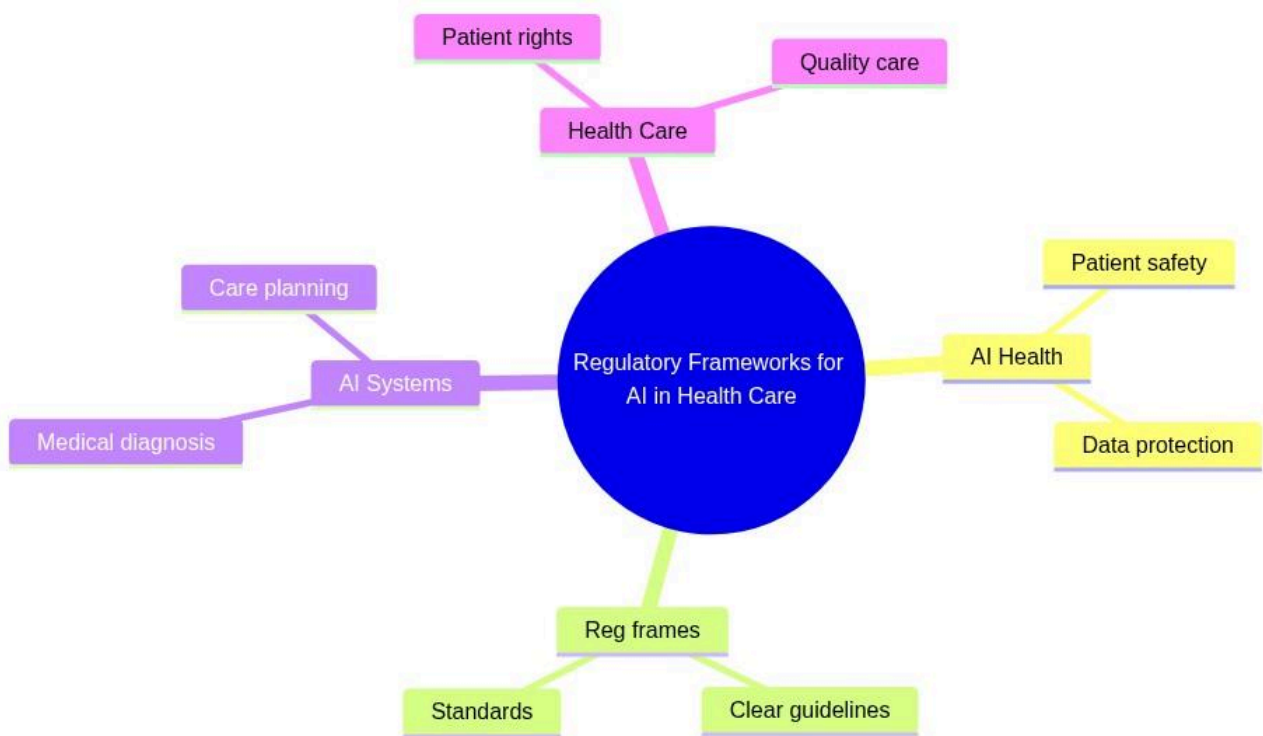 Patient rights
Quality care
Health Care
Patient safety
Care planning
Regulatory Frameworks for
AI in Health Care
AI Health
AI Systems
Medical diagnosis
Data protection
Reg frames
Standards
Clear guidelines